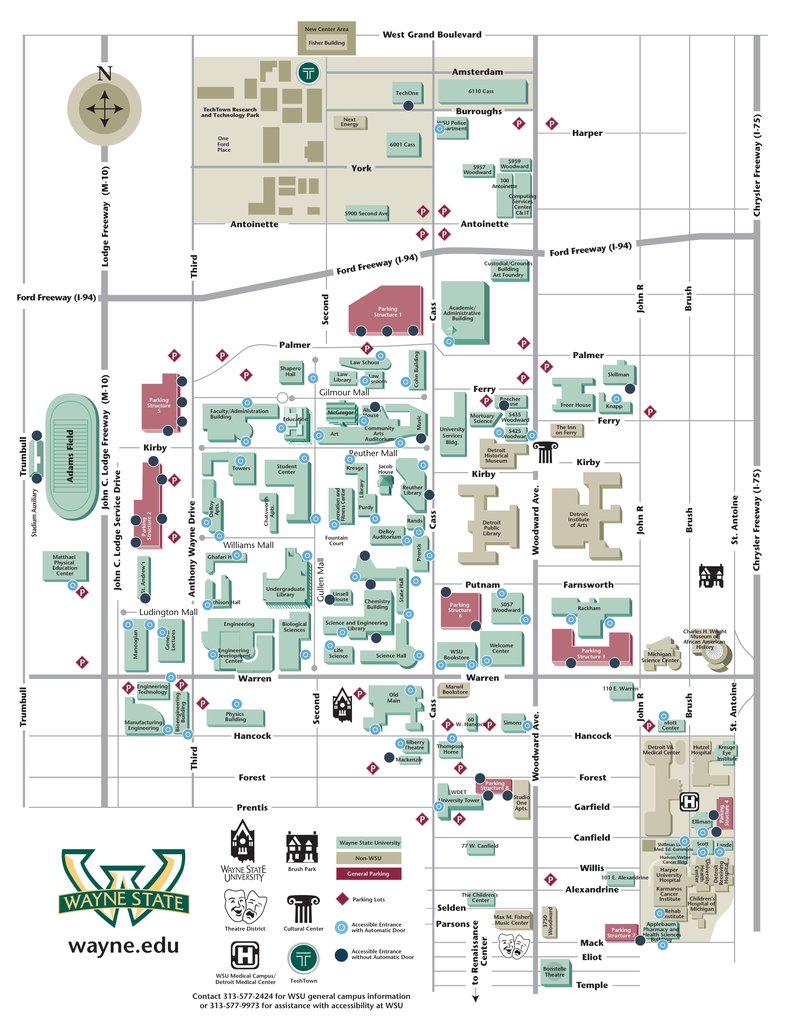 New Center Area
Fisher Building
West Grand Boulevard
N
Amsterdam
TechOne
6110 Cass
TechTown Research
and Technology Park
Burroughs
Next
Energy
WSU Police
Department
Harper
One
Ford
Place
6001 Cass
York
5957
Woodward
5959
Woodward
100
Antoinette
Computing
Services
Center
C&IT
5900 Second Ave
Antoinette
Antoinette
Lodge Freeway (M-10)
Chrysler Freeway (I-75)
Third
Ford Freeway (I-94)
Ford Freeway (I-94)
Ford Freeway (I-94)
Custodial/Grounds
Building
Art Foundry
Second
Cass
John R
Brush
Parking
Structure 1
Academic/
Administrative
Building
Palmer
Palmer
Shapero
Hall
Law School
Law
Library
Law
Cohn Building
Gilmour Mall
Skillman
Freer House
Knapp
Ferry
Ferry
Parking
Structure 5
Faculty/Administration
Building
Education
McGregor
Art
Community
Arts
Auditorium
Music
University
Services
Bldg.
Mortuary
Science
Beecher
House
5435
Woodward
5425
Woodward
The Inn
on Ferry
Detroit
Historical
Museum
Trumbull
Stadium Auxiliary
Adams Field
John C. Lodge Freeway (M-10)
Kirby
Kirby
Kirby
Reuther Mall
Towers
Student
Center
Kresge
Library
Jacob
House
Reuther
Library
Purdy
Recreation and
Fitness Center
DeRoy
Apts.
Chatsworth
Apts.
Rands
DeRoy
Auditorium
Prentis
Fountain
Court
Parking
Structure 2
John C. Lodge Service Drive
Anthony Wayne Drive
Cass
Detroit
Public
Library
Woodward Ave.
Detroit
Institute
of Arts
John R
Brush
St. Antoine
Chrysler Freeway (I-75)
Williams Mall
Gullen Mall
Matthaei
Physical
Education
Center
St. Andrew's
Ghafari Hall
Undergraduate
Library
Linsell
House
Chemistry
Building
State Hall
Putnam
Farnsworth
Parking
Structure 6
5057
Woodward
Rackham
Ludington Mall
Manoogian
General
Lectures
Engineering
Engineering
Development
Center
Biological
Sciences
Science and Engineering
Library
Life
Science
Science Hall
WSU
Bookstore
Welcome
Center
Parking
Structure 3
Michigan
Science Center
Charles H. Wright
Museum of
African American
History
Warren
Warren
Engineering
Technology
Manufacturing
Engineering
Bioengineering
Building
Physics
Building
Old
Main
Marwil
Bookstore
110 E. Warren
Trumbull
Second
Cass
60
W. Hancock
Simons
Woodward Ave.
John R
Brush
St. Antoine
Mott
Center
Hancock
Hancock
Third
Hilberry
Theatre
Mackenzie
Thompson
Home
Detroit VA
Medical Center
Hutzel
Hospital
Kresge
Eye
Institute
Forest
Forest
Parking
Structure 8
WDET
University Tower
Studio
One
Apts.
Prentis
Garfield
Elliman
Parking
Structure 4
Canfield
77 W. Canfield
Scott
Lande
Shiffman
Med. Ed. Commons
Hudson/Weber
Cancer Bldg
Willis
101 E. Alexandrine
Alexandrine
Harper
University
Hospital
Karmanos
Cancer
Institute
University
Health
Center
Detroit
Receiving
Hospital
Children's
Hospital of
Michigan
The Children's
Center
Selden
Parsons
Max M. Fisher
Music Center
1750
Woodward
Rehab
Institute
Applebaum
Pharmacy and
Health Sciences
Building
Parking
Structure 7
Mack
Eliot
Bonstelle
Theatre
Temple
to Renaissance
Center
WAYNE STATE
wayne.edu
WAYNE STATE
UNIVERSITY
Brush Park
Theatre District
Cultural Center
WSU Medical Campus/
Detroit Medical Center
TechTown
Wayne State University
Non-WSU
General Parking
P
Parking Lots
Accessible Entrance
with Automatic Door
Accessible Entrance
without Automatic Door
Contact 313-577-2424 for WSU general campus information
or 313-577-9973 for assistance with accessibility at WSU